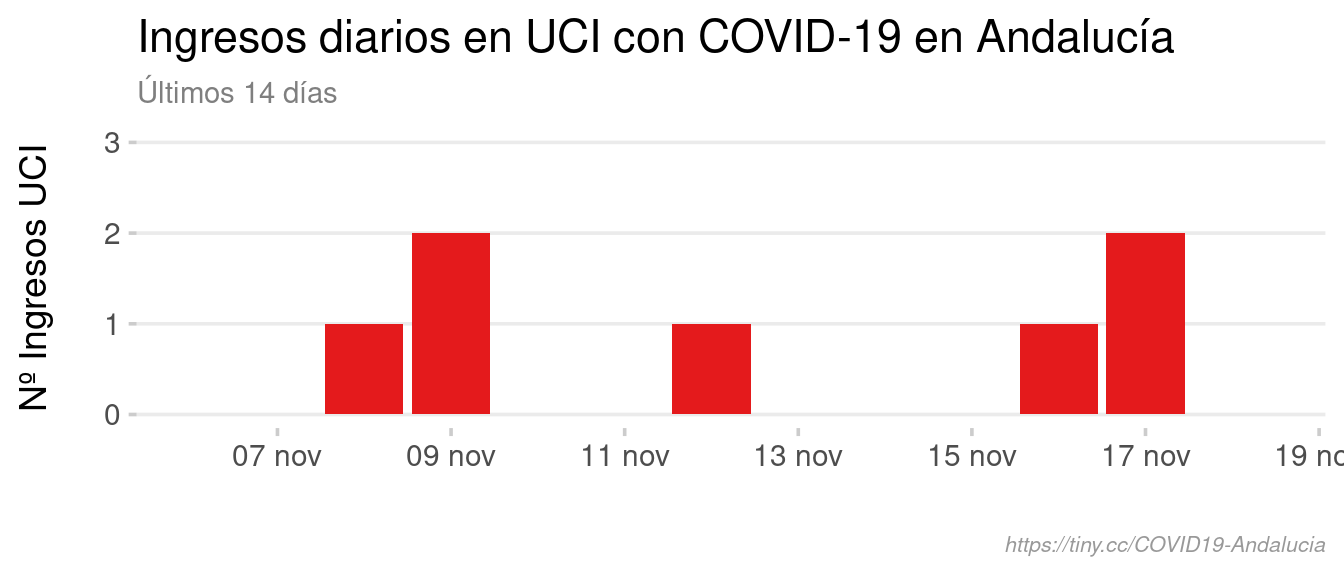 Ingresos diarios en UCI con COVID-19 en Andalucía
Últimos 14 días
Nº Ingresos UCI
3
2
1
0
07 nov
09 nov
11 nov
13 nov
15 nov
17 nov
19 no
https://tiny.cc/COVID19-Andalucia